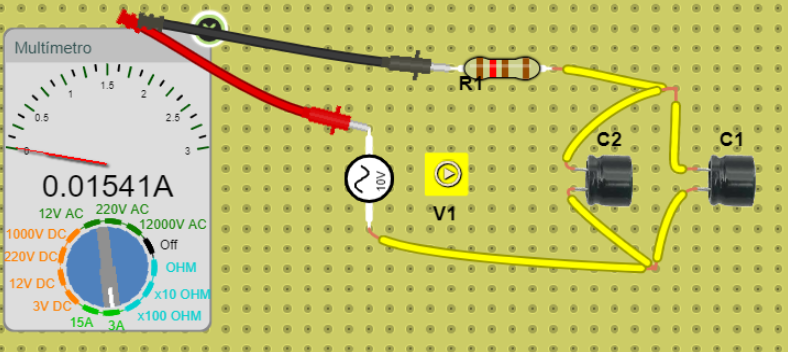 Multímetro
0
0.5
1
1.5
2
2.5
3
0.01541A
12V AC
220V AC
12000V AC
1000V DC
Off
220V DC
OHM
12V DC
x10 OHM
3V DC
x100 OHM
15A
3A
R1
10V
V1
C2
C1